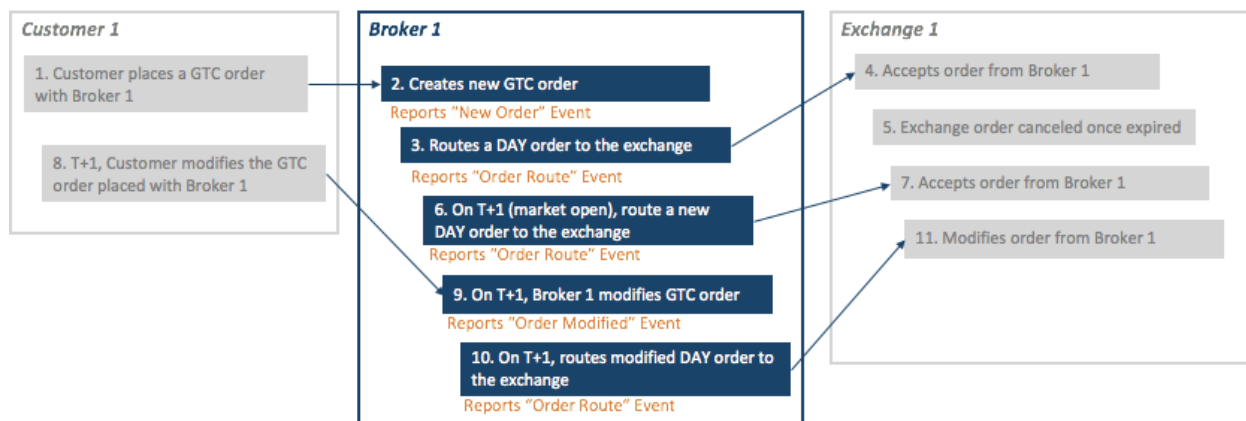 Customer 1
1. Customer places a GTC order
with Broker 1
8. T+1, Customer modifies the GTC
order placed with Broker 1
Broker 1
2. Creates new GTC order
Reports "New Order" Event
3. Routes a DAY order to the exchange
Reports "Order Route" Event
6. On T+1 (market open), route a new
DAY order to the exchange
Reports "Order Route" Event
9. On T+1, Broker 1 modifies GTC order
Reports "Order Modified" Event
10. On T+1, routes modified DAY order to
the exchange
Reports "Order Route" Event
Exchange 1
4. Accepts order from Broker 1
5. Exchange order canceled once expired
7. Accepts order from Broker 1
11. Modifies order from Broker 1